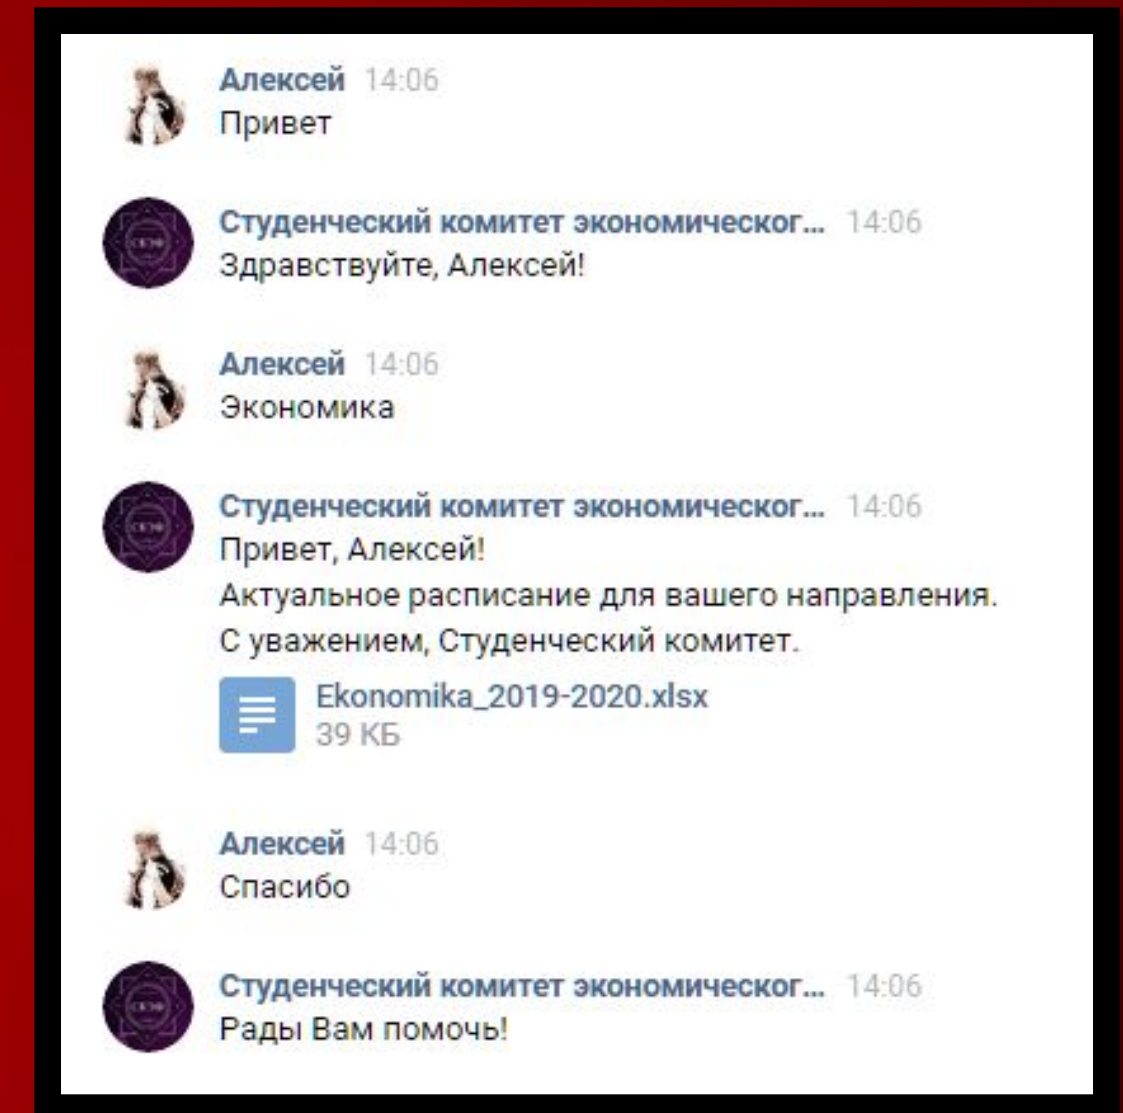 Алексей 14:06
Привет
Студенческий комитет экономическог... 14:06
Здравствуйте, Алексей!
Алексей 14:06
Экономика
Студенческий комитет экономическог... 14:06
Привет, Алексей!
Актуальное расписание для вашего направления.
С уважением, Студенческий комитет.
Ekonomika_2019-2020.xlsx
39 КБ
Алексей 14:06
Спасибо
Студенческий комитет экономическог... 14:06
Рады Вам помочь!